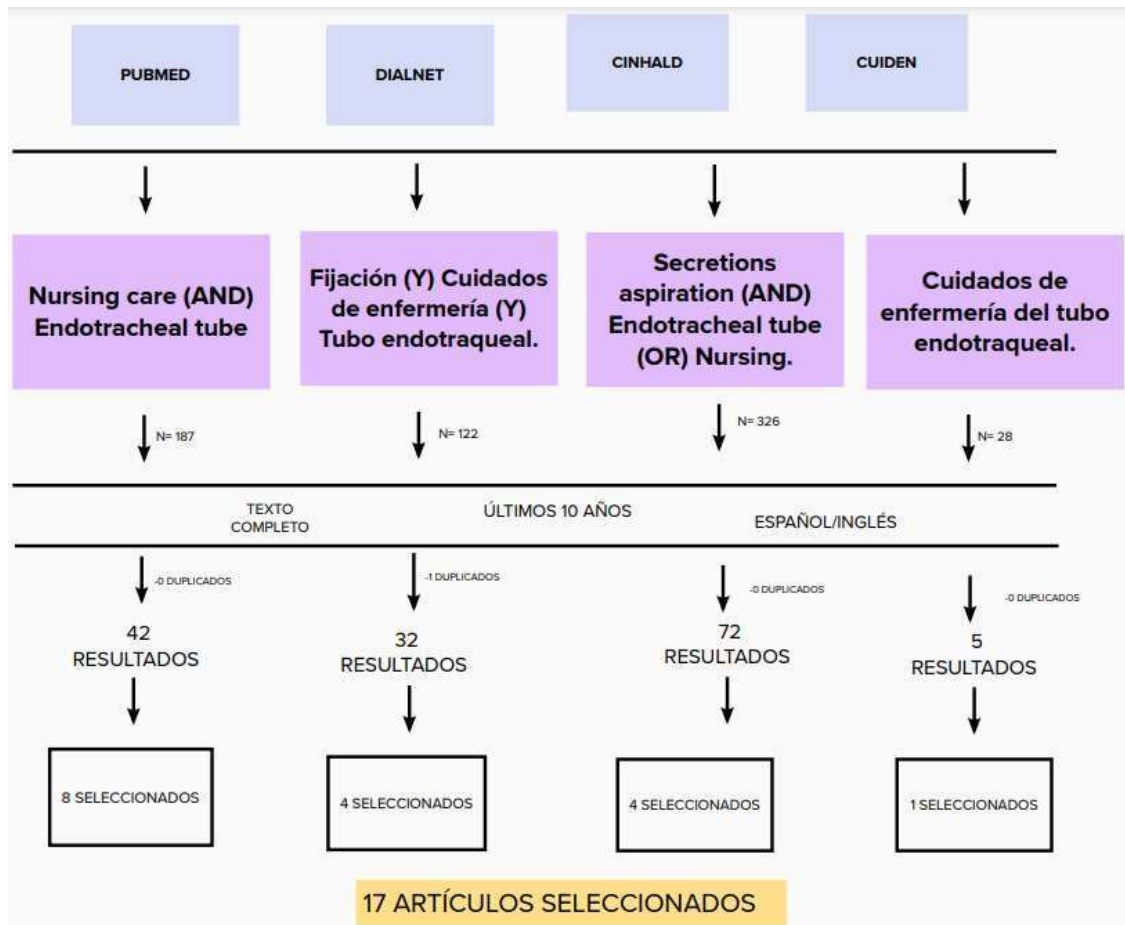 PUBMED
DIALNET
CINHALD
CUIDEN
Nursing care (AND)
Endotracheal tube
Fijación (Y) Cuidados
de enfermería (Y)
Tubo endotraqueal.
Secretions
aspiration (AND)
Endotracheal tube
(OR) Nursing.
Cuidados de
enfermería del tubo
endotraqueal.
N= 187
N= 122
N= 326
N= 28
TEXTO
COMPLETO
ÚLTIMOS 10 AÑOS
ESPAÑOL/INGLÉS
-0 DUPLICADOS
-1 DUPLICADOS
-0 DUPLICADOS
-0 DUPLICADOS
42
RESULTADOS
32
RESULTADOS
72
RESULTADOS
5
RESULTADOS
8 SELECCIONADOS
4 SELECCIONADOS
4 SELECCIONADOS
1 SELECCIONADOS
17 ARTÍCULOS SELECCIONADOS